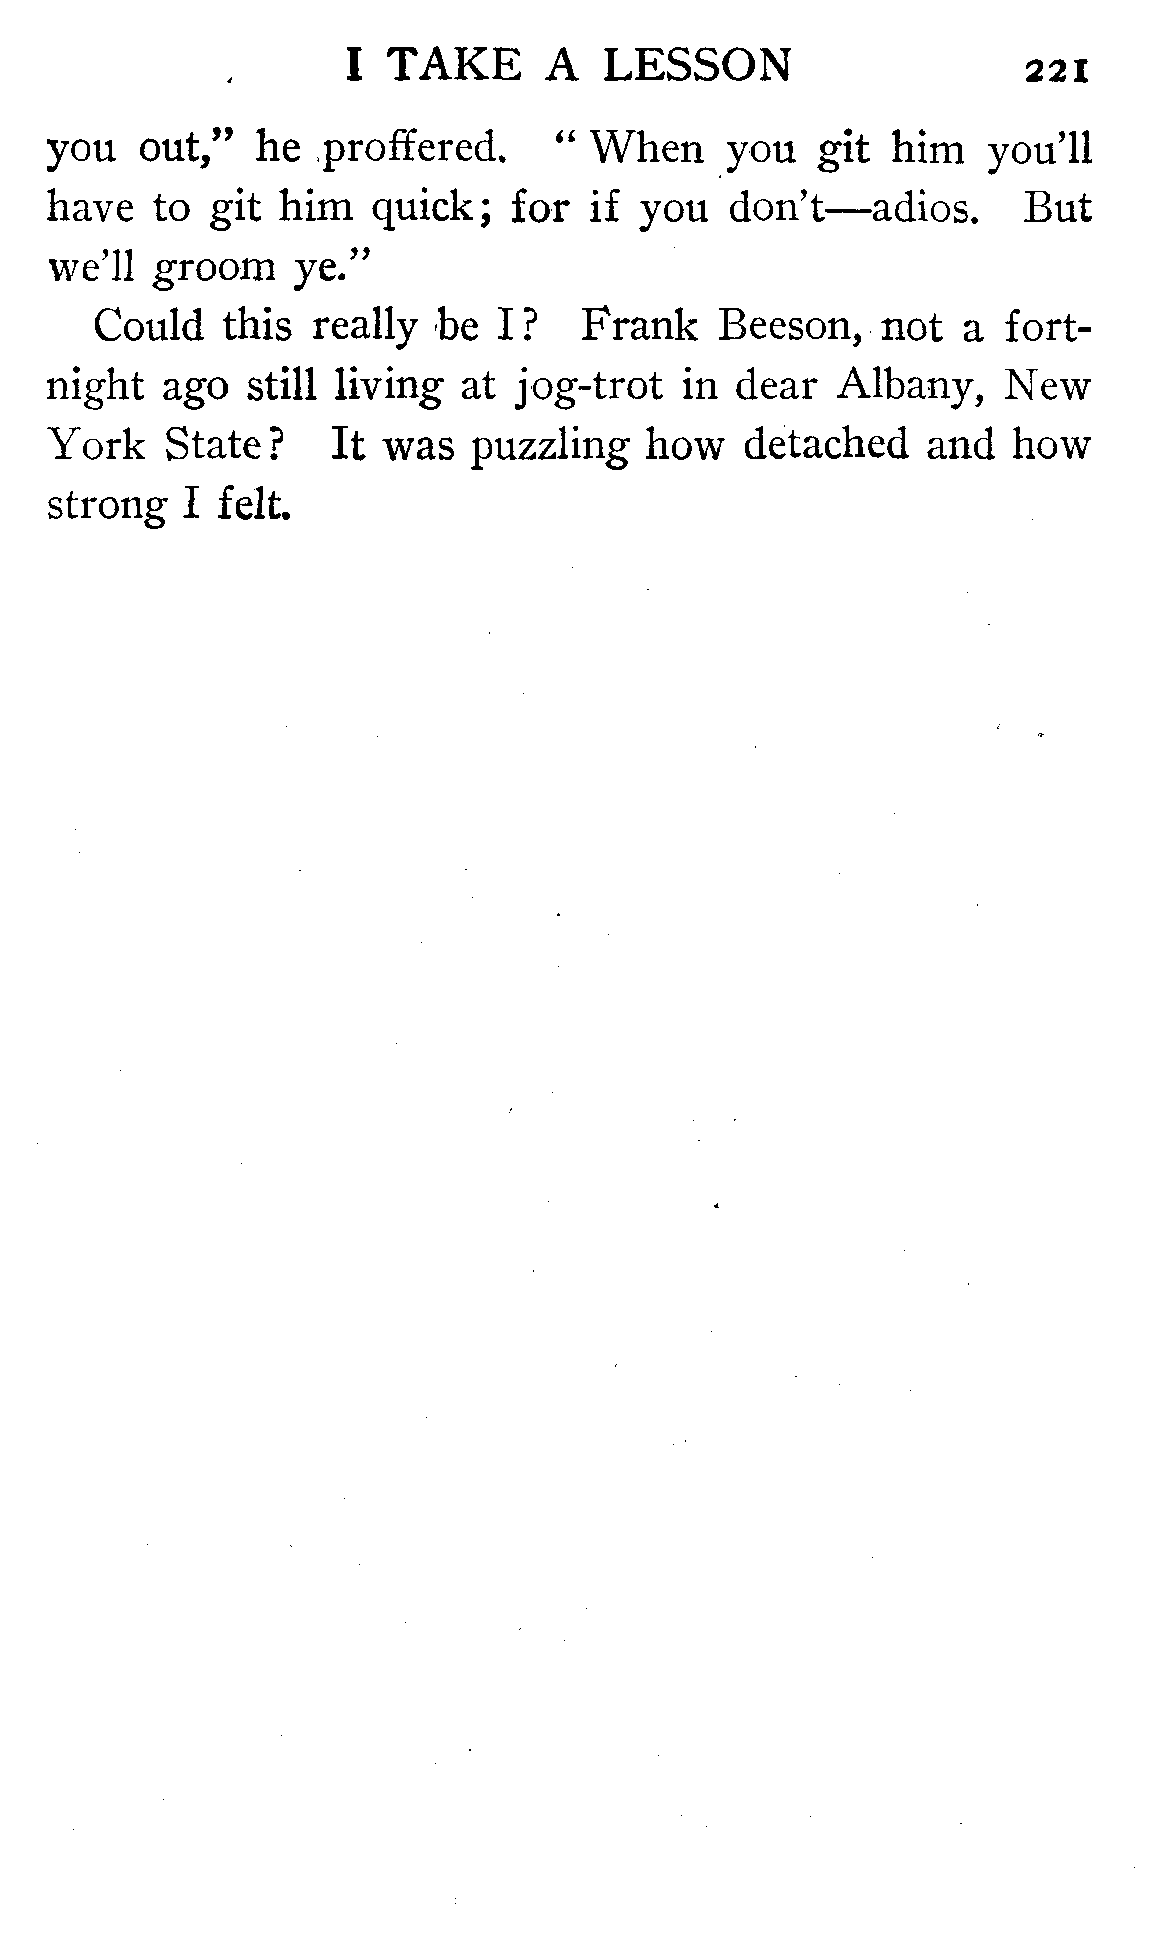 I TAKE A LESSON 221
you out,” he proffered. “ When you git him you’ll
have to git him quick; for if you don’t—adios. But
we’ll groom ye.”
Could this really be I? Frank Beeson, not a fort-
night ago still living at jog-trot in dear Albany, New
York State? It was puzzling how detached and how
strong I felt.